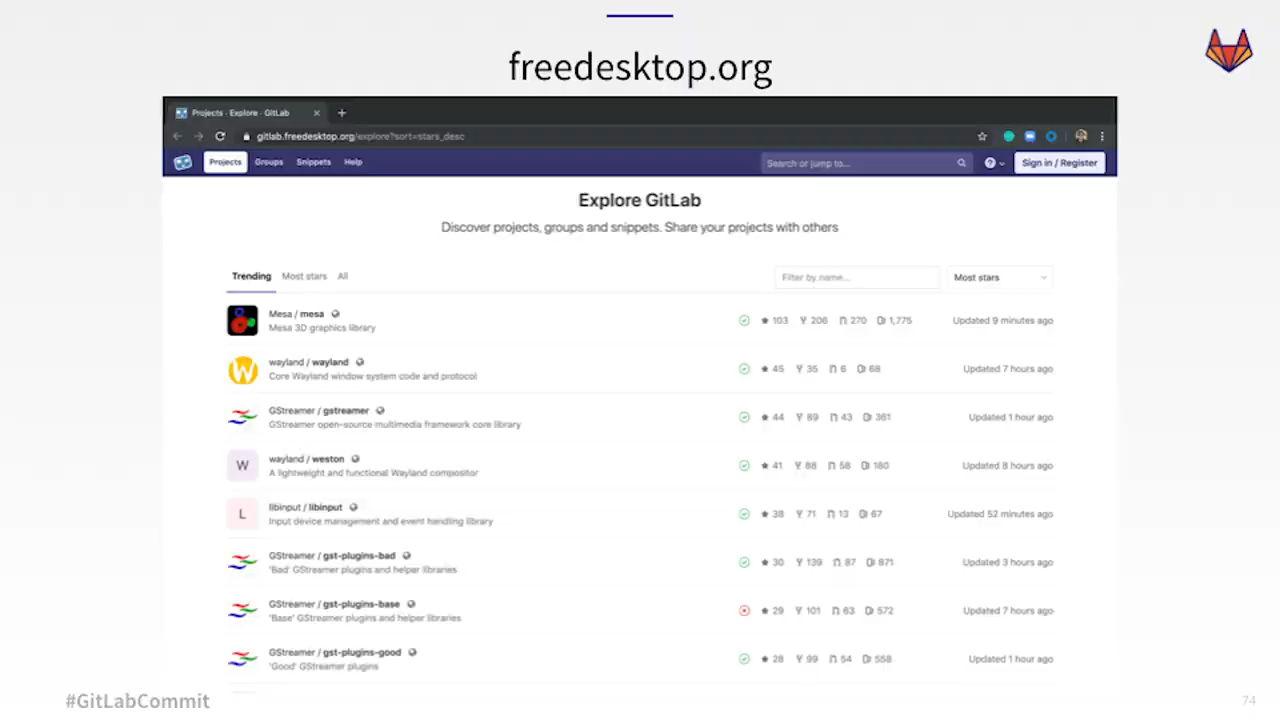 freedesktop.org
Projects · Explore · GitLab
gitlab.freedesktop.org/explore?sort=stars_desc
Projects Groups Snippets Help Search or jump to... Sign in / Register
Explore GitLab
Discover projects, groups and snippets. Share your projects with others
Trending Most stars All Filter by name... Most stars
Mesa / mesa
Mesa 3D graphics library
103 206 270 1,775 Updated 9 minutes ago
wayland / wayland
Core Wayland window system code and protocol
45 35 6 68 Updated 7 hours ago
GStreamer / gstreamer
GStreamer open-source multimedia framework core library
44 89 43 361 Updated 1 hour ago
W
wayland / weston
A lightweight and functional Wayland compositor
41 88 58 180 Updated 8 hours ago
L
libinput / libinput
Input device management and event handling library
38 71 13 67 Updated 52 minutes ago
GStreamer / gst-plugins-bad
'Bad' GStreamer plugins and helper libraries
30 139 87 871 Updated 3 hours ago
GStreamer / gst-plugins-base
'Base' GStreamer plugins and helper libraries
29 101 63 572 Updated 7 hours ago
GStreamer / gst-plugins-good
'Good' GStreamer plugins
28 99 54 558 Updated 1 hour ago
#GitLabCommit
74